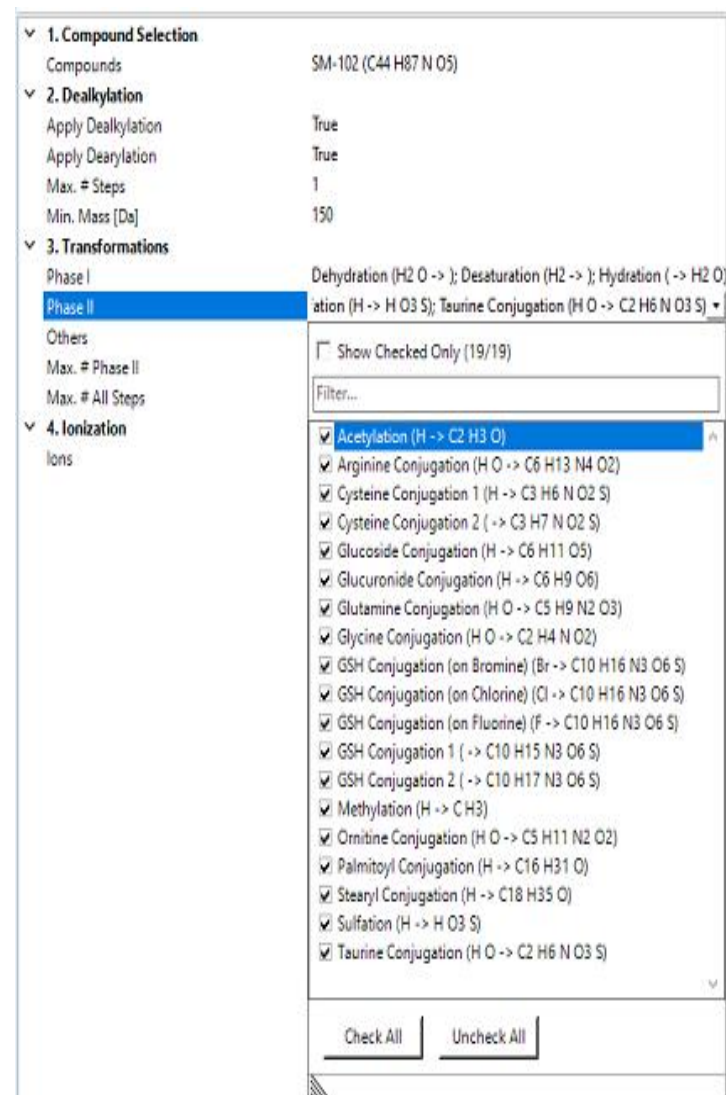 1. Compound Selection
Compounds SM-102 (C44 H87 N O5)
2. Dealkylation
Apply Dealkylation True
Apply Dearylation True
Max. # Steps 1
Min. Mass [Da] 150
3. Transformations
Phase I Dehydration (H2 O -> ); Desaturation (H2 -> ); Hydration ( -> H2 O)
Phase II ation (H -> H O3 S); Taurine Conjugation (H O -> C2 H6 N O3 S)
Others
Max. # Phase II
Max. # All Steps
4. Ionization
Ions
Show Checked Only (19/19)
Filter...
Acetylation (H -> C2 H3 O)
Arginine Conjugation (H O -> C6 H13 N4 O2)
Cysteine Conjugation 1 (H -> C3 H6 N O2 S)
Cysteine Conjugation 2 ( -> C3 H7 N O2 S)
Glucoside Conjugation (H -> C6 H11 O5)
Glucuronide Conjugation (H -> C6 H9 O6)
Glutamine Conjugation (H O -> C5 H9 N2 O3)
Glycine Conjugation (H O -> C2 H4 N O2)
GSH Conjugation (on Bromine) (Br -> C10 H16 N3 O6 S)
GSH Conjugation (on Chlorine) (Cl -> C10 H16 N3 O6 S)
GSH Conjugation (on Fluorine) (F -> C10 H16 N3 O6 S)
GSH Conjugation 1 ( -> C10 H15 N3 O6 S)
GSH Conjugation 2 ( -> C10 H17 N3 O6 S)
Methylation (H -> C H3)
Ornitine Conjugation (H O -> C5 H11 N2 O2)
Palmitoyl Conjugation (H -> C16 H31 O)
Stearyl Conjugation (H -> C18 H35 O)
Sulfation (H -> H O3 S)
Taurine Conjugation (H O -> C2 H6 N O3 S)
Check All Uncheck All